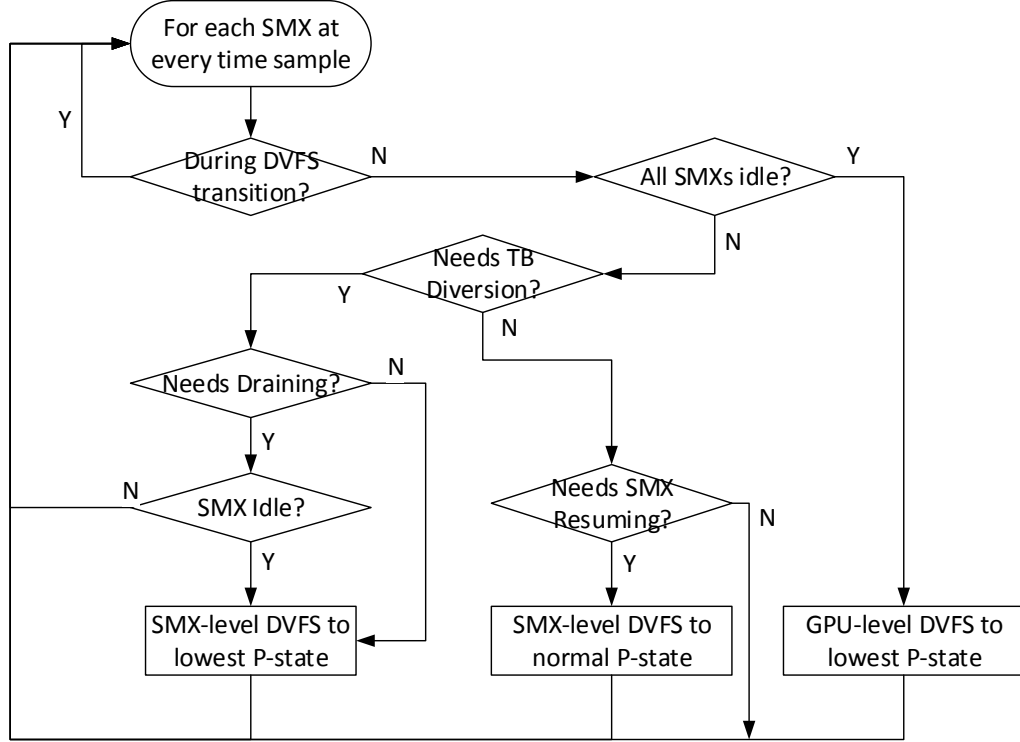 For each SMX at
every time sample
Y
During DVFS
transition?
N
All SMXs idle?
Y
N
Needs TB
Diversion?
Y
N
Needs Draining?
N
Y
N
SMX Idle?
Y
Needs SMX
Resuming?
N
Y
SMX-level DVFS to
lowest P-state
SMX-level DVFS to
normal P-state
GPU-level DVFS to
lowest P-state